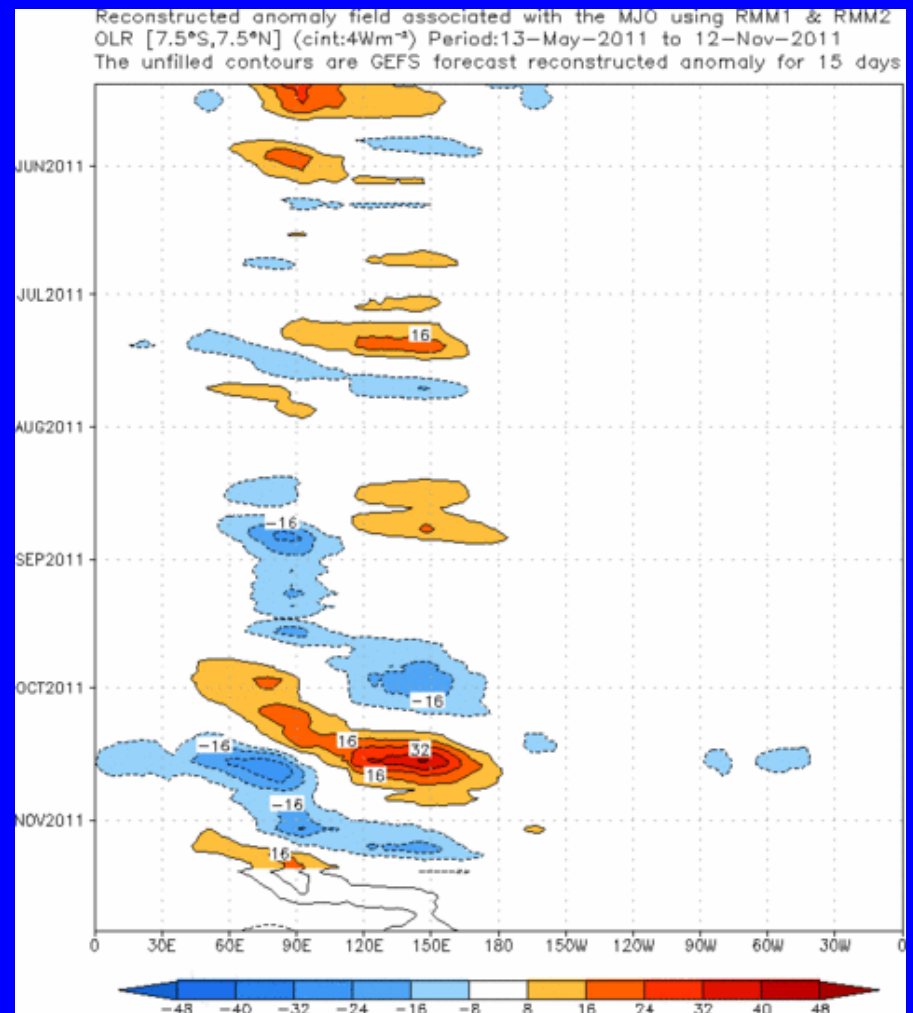 Reconstructed anomaly field associated with the MJO using RMM1 & RMM2
OLR [7.5°S,7.5°N] (cint:4Wm⁻²) Period:13-May-2011 to 12-Nov-2011
The unfilled contours are GEFS forecast reconstructed anomaly for 15 days
JUN2011
JUL2011
16
AUG2011
-16
SEP2011
OCT2011
-16
16
32
-16
16
-16
NOV2011
16
0 30E 60E 90E 120E 150E 180 150W 120W 90W 60W 30W 0
-48 -40 -32 -24 -16 -8 8 16 24 32 40 48